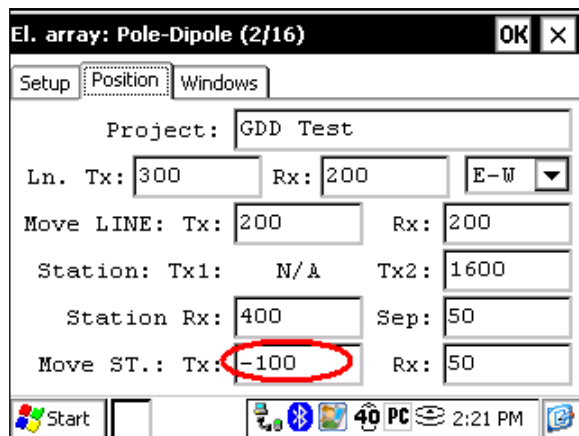 El. array: Pole-Dipole (2/16) OK ×
Setup Position Windows
Project: GDD Test
Ln. Tx: 300 Rx: 200 E-W
Move LINE: Tx: 200 Rx: 200
Station: Tx1: N/A Tx2: 1600
Station Rx: 400 Sep: 50
Move ST.: Tx: -100 Rx: 50
Start 40 PC 2:21 PM